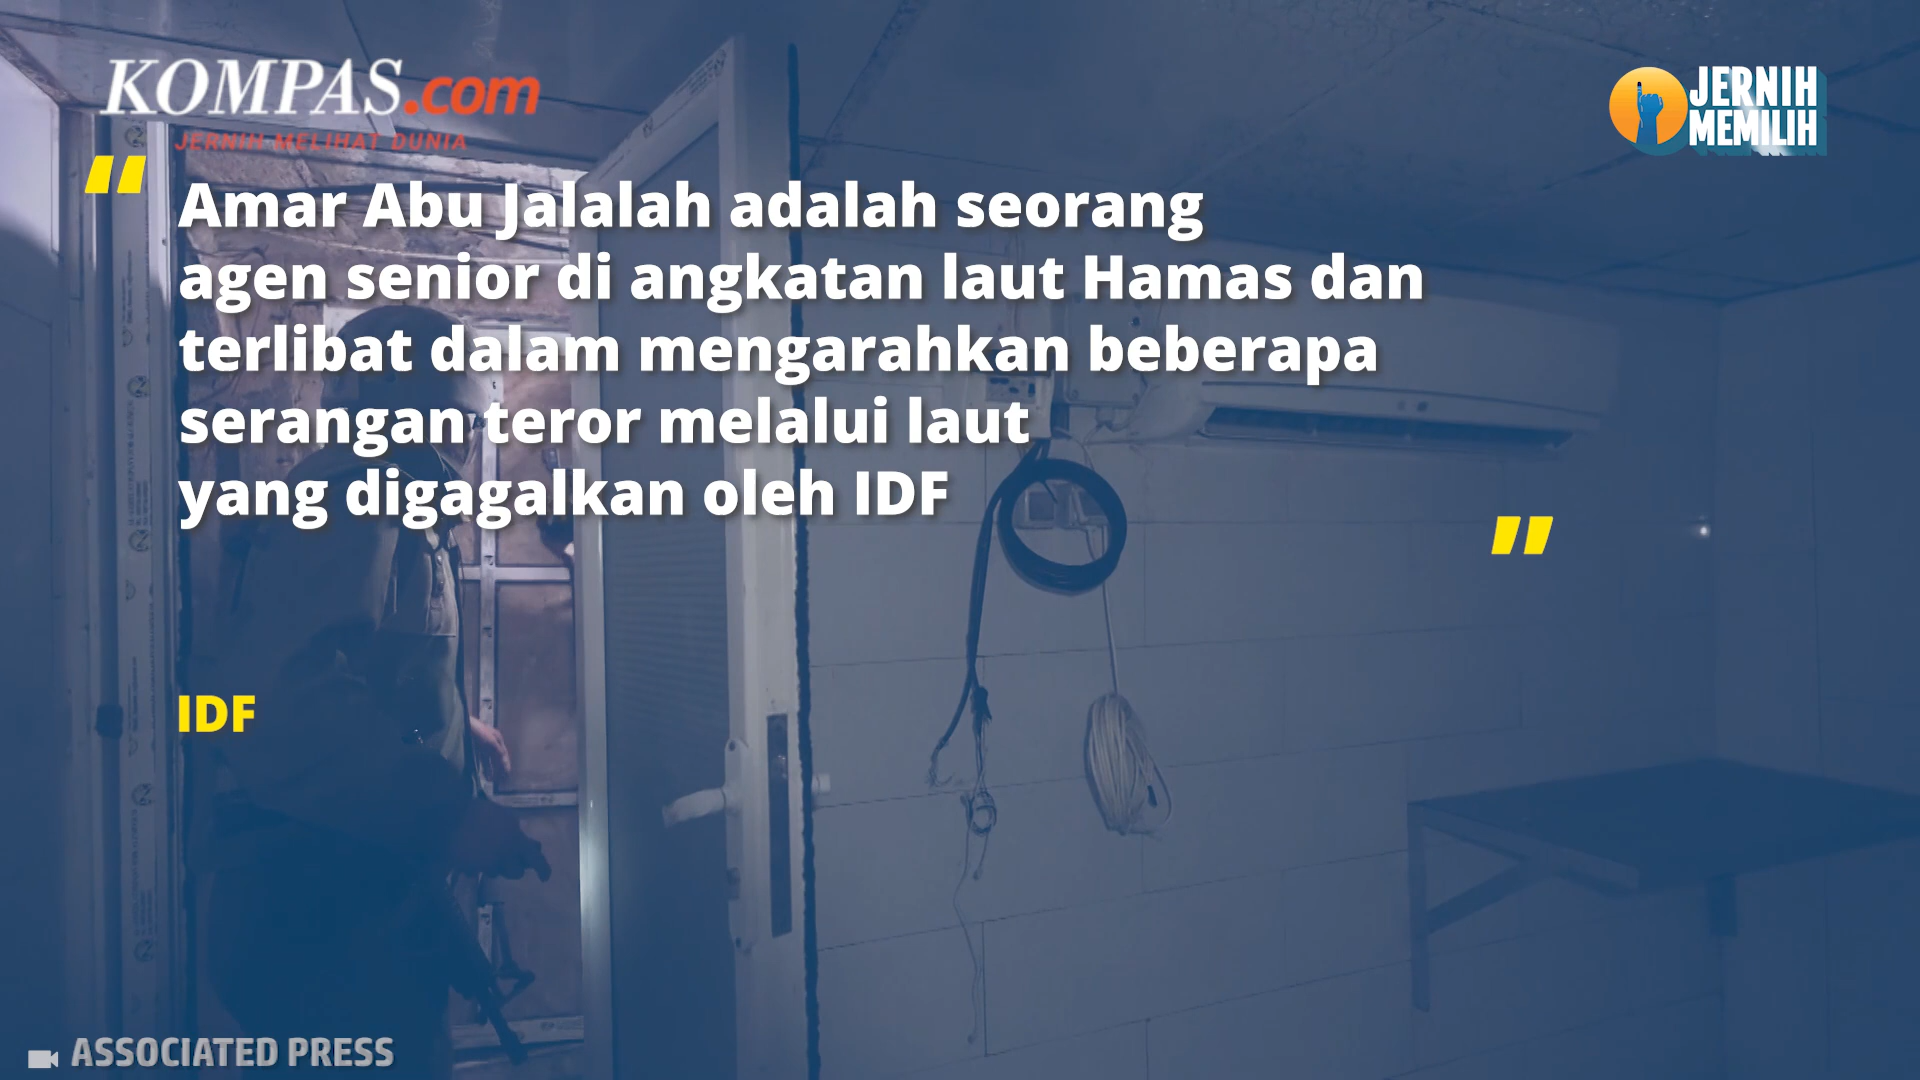 KOMPAS.com
JERNIH MELIHAT DUNIA
JERNIH
MEMILIH
“
Amar Abu Jalalah adalah seorang
agen senior di angkatan laut Hamas dan
terlibat dalam mengarahkan beberapa
serangan teror melalui laut
yang digagalkan oleh IDF
"
IDF
ASSOCIATED PRESS